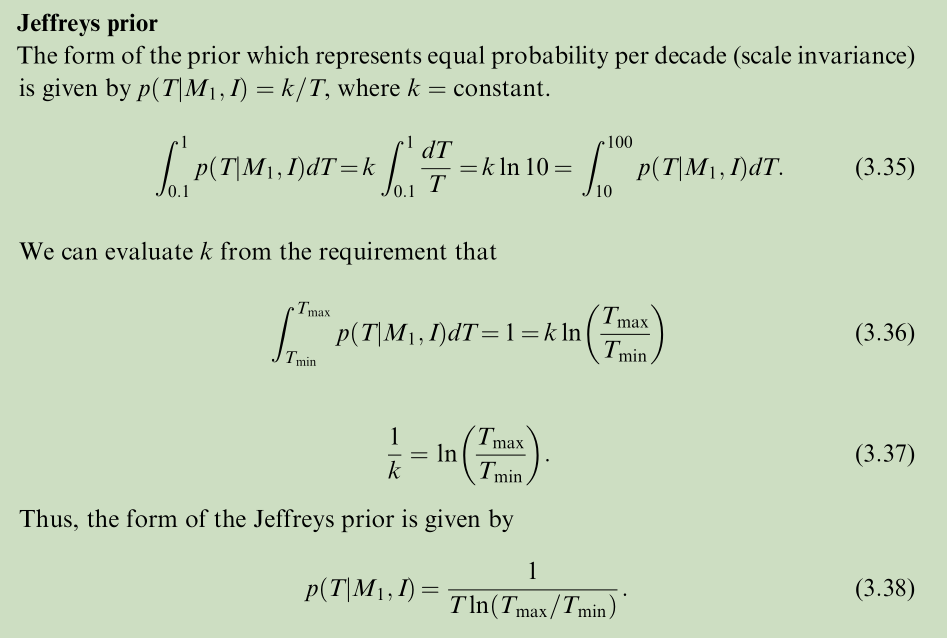 Jeffreys prior
The form of the prior which represents equal probability per decade (scale invariance)
is given by p(T|M₁, I) = k/T, where k = constant.
∫_{0.1}^{1} p(T|M₁, I)dT = k ∫_{0.1}^{1} dT/T = k ln 10 = ∫_{10}^{100} p(T|M₁, I)dT. (3.35)
We can evaluate k from the requirement that
∫_{T_min}^{T_max} p(T|M₁, I)dT = 1 = k ln(T_max/T_min) (3.36)
1/k = ln(T_max/T_min). (3.37)
Thus, the form of the Jeffreys prior is given by
p(T|M₁, I) = 1/(T ln(T_max/T_min)). (3.38)